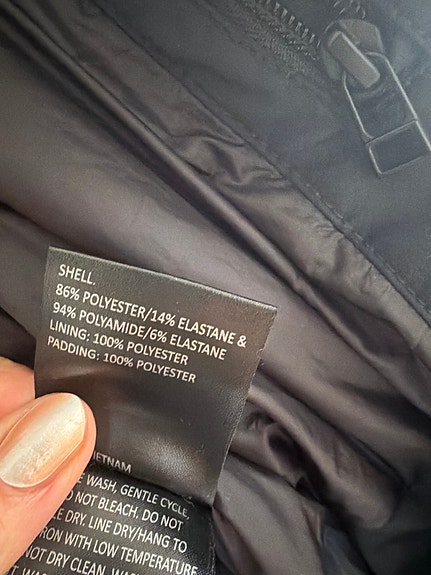 SHELL.
86% POLYESTER/14% ELASTANE &
94% POLYAMIDE/6% ELASTANE
LINING: 100% POLYESTER
PADDING: 100% POLYESTER
WASH, GENTLE CYCLE,
NOT BLEACH. DO NOT
DRY. LINE DRY/HANG TO
WITH LOW TEMPERATURE
NOT DRY CLEAN.